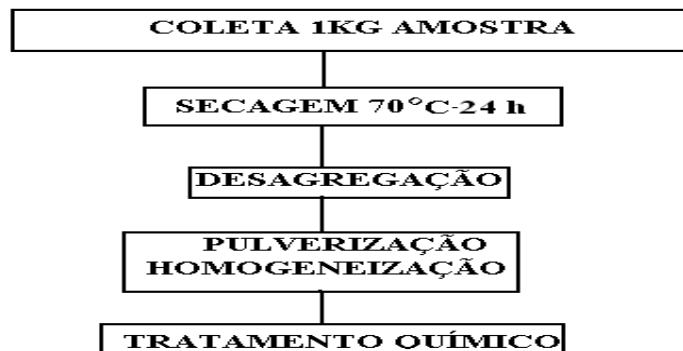 COLETA 1KG AMOSTRA
SECAGEM 70°C-24 h
DESAGREGAÇÃO
PULVERIZAÇÃO
HOMOGENEIZAÇÃO
TRATAMENTO QUÍMICO